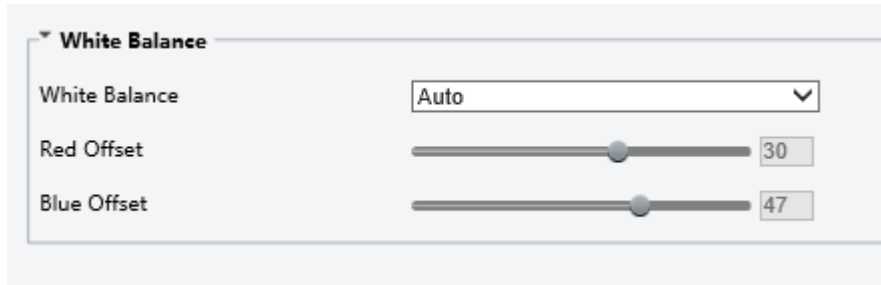 White Balance
White Balance Auto
Red Offset 30
Blue Offset 47